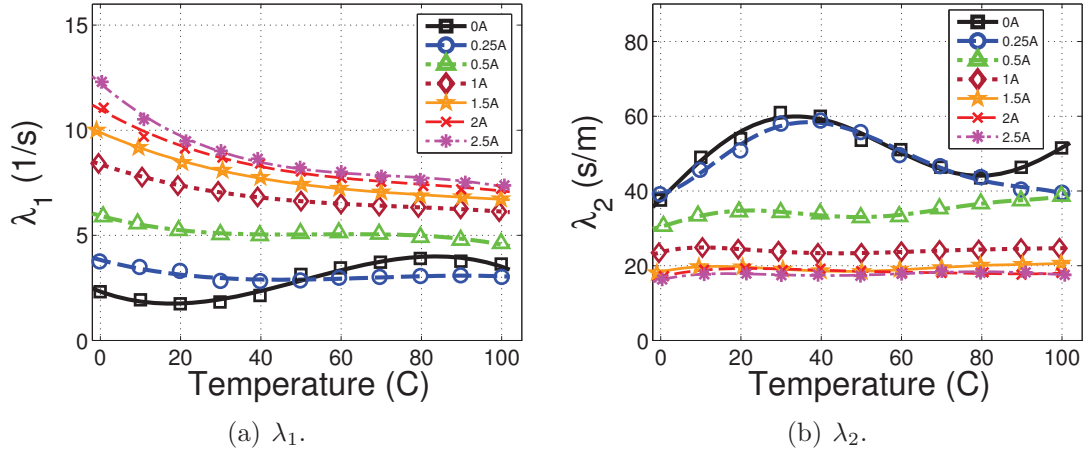 15
10
5
0
λ1 (1/s)
0 20 40 60 80 100
Temperature (C)
0A
0.25A
0.5A
1A
1.5A
2A
2.5A
(a) λ1.
80
60
40
20
0
λ2 (s/m)
0 20 40 60 80 100
Temperature (C)
0A
0.25A
0.5A
1A
1.5A
2A
2.5A
(b) λ2.